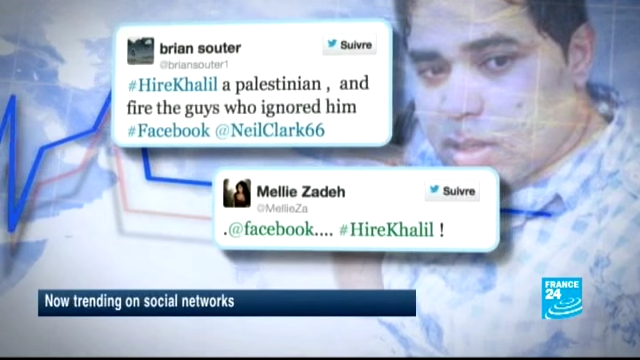 brian souter
Suivre
@briansouter1
#HireKhalil a palestinian , and
fire the guys who ignored him
#Facebook @NeilClark66
Mellie Zadeh
Suivre
@MellieZa
.@facebook.... #HireKhalil !
Now trending on social networks
FRANCE
24